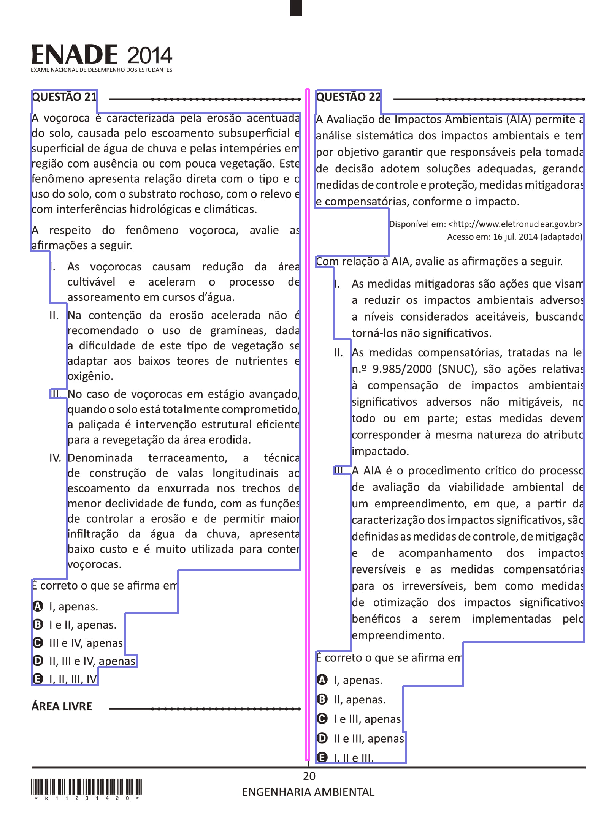 ENADE 2014
EXAME NACIONAL DE DESEMPENHO DOS ESTUDANTES
QUESTÃO 21
A voçoroca é caracterizada pela erosão acentuada
do solo, causada pelo escoamento subsuperficial e
superficial de água de chuva e pelas intempéries em
região com ausência ou com pouca vegetação. Este
fenômeno apresenta relação direta com o tipo e o
uso do solo, com o substrato rochoso, com o relevo e
com interferências hidrológicas e climáticas.
A respeito do fenômeno voçoroca, avalie as
afirmações a seguir.
I. As voçorocas causam redução da área
cultivável e aceleram o processo de
assoreamento em cursos d'água.
II. Na contenção da erosão acelerada não é
recomendado o uso de gramíneas, dada
a dificuldade de este tipo de vegetação se
adaptar aos baixos teores de nutrientes e
oxigênio.
III. No caso de voçorocas em estágio avançado,
quando o solo está totalmente comprometido,
a paliçada é intervenção estrutural eficiente
para a revegetação da área erodida.
IV. Denominada terraceamento, a técnica
de construção de valas longitudinais ao
escoamento da enxurrada nos trechos de
menor declividade de fundo, com as funções
de controlar a erosão e de permitir maior
infiltração da água da chuva, apresenta
baixo custo e é muito utilizada para conter
voçorocas.
É correto o que se afirma em
A I, apenas.
B I e II, apenas.
C III e IV, apenas.
D II, III e IV, apenas.
E I, II, III, IV.
ÁREA LIVRE
QUESTÃO 22
A Avaliação de Impactos Ambientais (AIA) permite a
análise sistemática dos impactos ambientais e tem
por objetivo garantir que responsáveis pela tomada
de decisão adotem soluções adequadas, gerando
medidas de controle e proteção, medidas mitigadoras
e compensatórias, conforme o impacto.
Disponível em: <http://www.eletronuclear.gov.br>
Acesso em: 16 jul. 2014 (adaptado)
Com relação à AIA, avalie as afirmações a seguir.
I. As medidas mitigadoras são ações que visam
a reduzir os impactos ambientais adversos
a níveis considerados aceitáveis, buscando
torná-los não significativos.
II. As medidas compensatórias, tratadas na lei
n.º 9.985/2000 (SNUC), são ações relativas
à compensação de impactos ambientais
significativos adversos não mitigáveis, no
todo ou em parte; estas medidas devem
corresponder à mesma natureza do atributo
impactado.
III. A AIA é o procedimento crítico do processo
de avaliação da viabilidade ambiental de
um empreendimento, em que, a partir da
caracterização dos impactos significativos, são
definidas as medidas de controle, de mitigação
e de acompanhamento dos impactos
reversíveis e as medidas compensatórias
para os irreversíveis, bem como medidas
de otimização dos impactos significativos
benéficos a serem implementadas pelo
empreendimento.
É correto o que se afirma em
A I, apenas.
B II, apenas.
C I e III, apenas.
D II e III, apenas.
E I, II e III.
20
ENGENHARIA AMBIENTAL